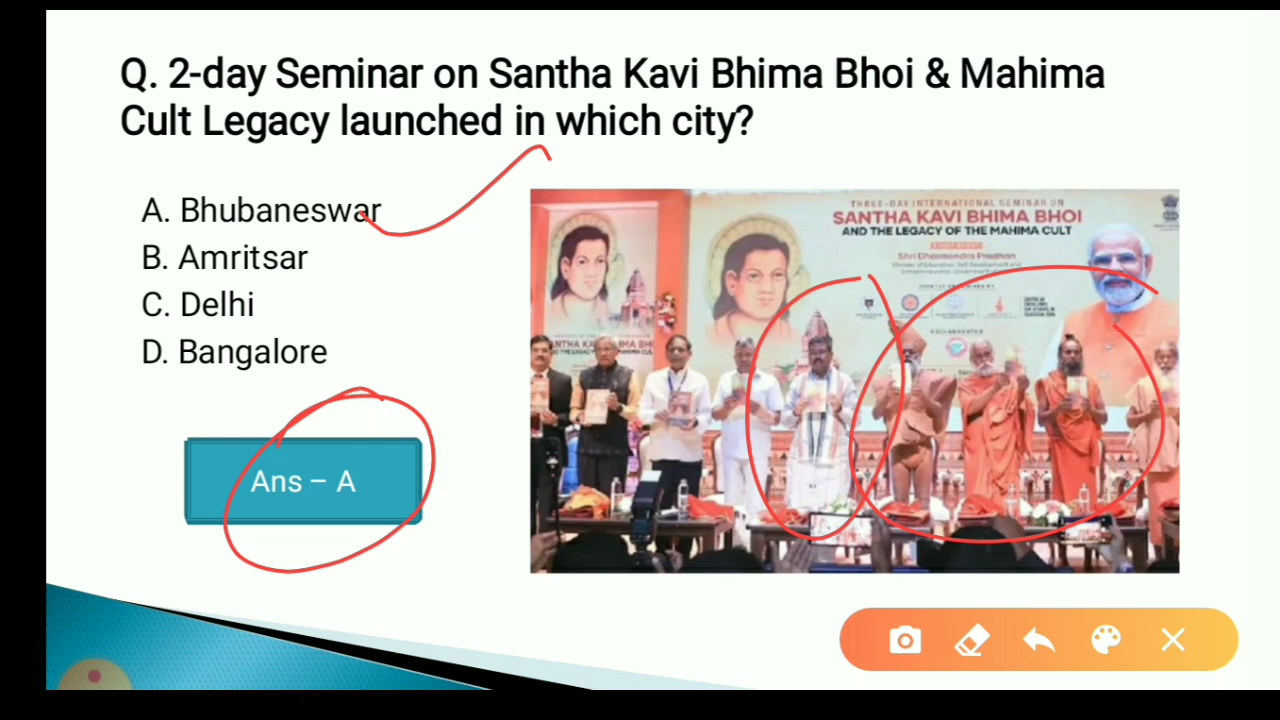 Q. 2-day Seminar on Santha Kavi Bhima Bhoi & Mahima
Cult Legacy launched in which city?
A. Bhubaneswar
B. Amritsar
C. Delhi
D. Bangalore
Ans – A
THREE-DAY INTERNATIONAL SEMINAR ON
SANTHA KAVI BHIMA BHOI
AND THE LEGACY OF THE MAHIMA CULT
Shri Dharmendra Pradhan